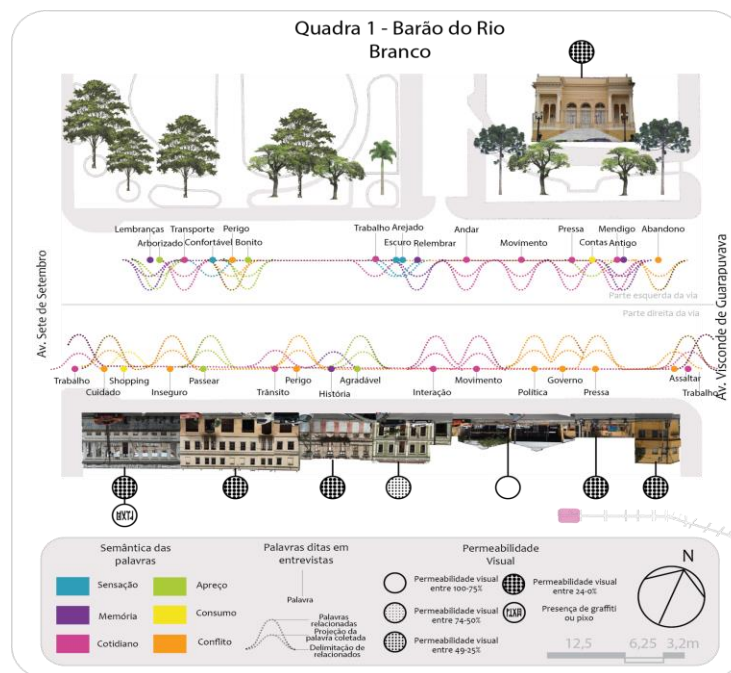 Quadra 1 - Barão do Rio
Branco
Lembranças
Transporte
Perigo
Arborizado
Confortável
Bonito
Trabalho
Arejado
Escuro
Relembrar
Andar
Movimento
Pressa
Contas
Mendigo
Antigo
Abandono
Av. Sete de Setembro
Parte esquerda da via
Parte direita da via
Av. Visconde de Guarapuvava
Trabalho
Cuidado
Shopping
Inseguro
Passear
Trânsito
Perigo
História
Agradável
Interação
Movimento
Política
Governo
Pressa
Assaltar
Trabalho
Semântica das
palavras
Sensação
Apreço
Memória
Consumo
Cotidiano
Conflito
Palavras ditas em
entrevistas
Palavra
Palavras
relacionadas
Projeção da
palavra coletada
Delimitação de
relacionados
Permeabilidade
Visual
Permeabilidade visual
entre 100-75%
Permeabilidade visual
entre 74-50%
Permeabilidade visual
entre 49-25%
Permeabilidade visual
entre 24-0%
Presença de graffiti
ou pixo
N
12,5 6,25 3,2m